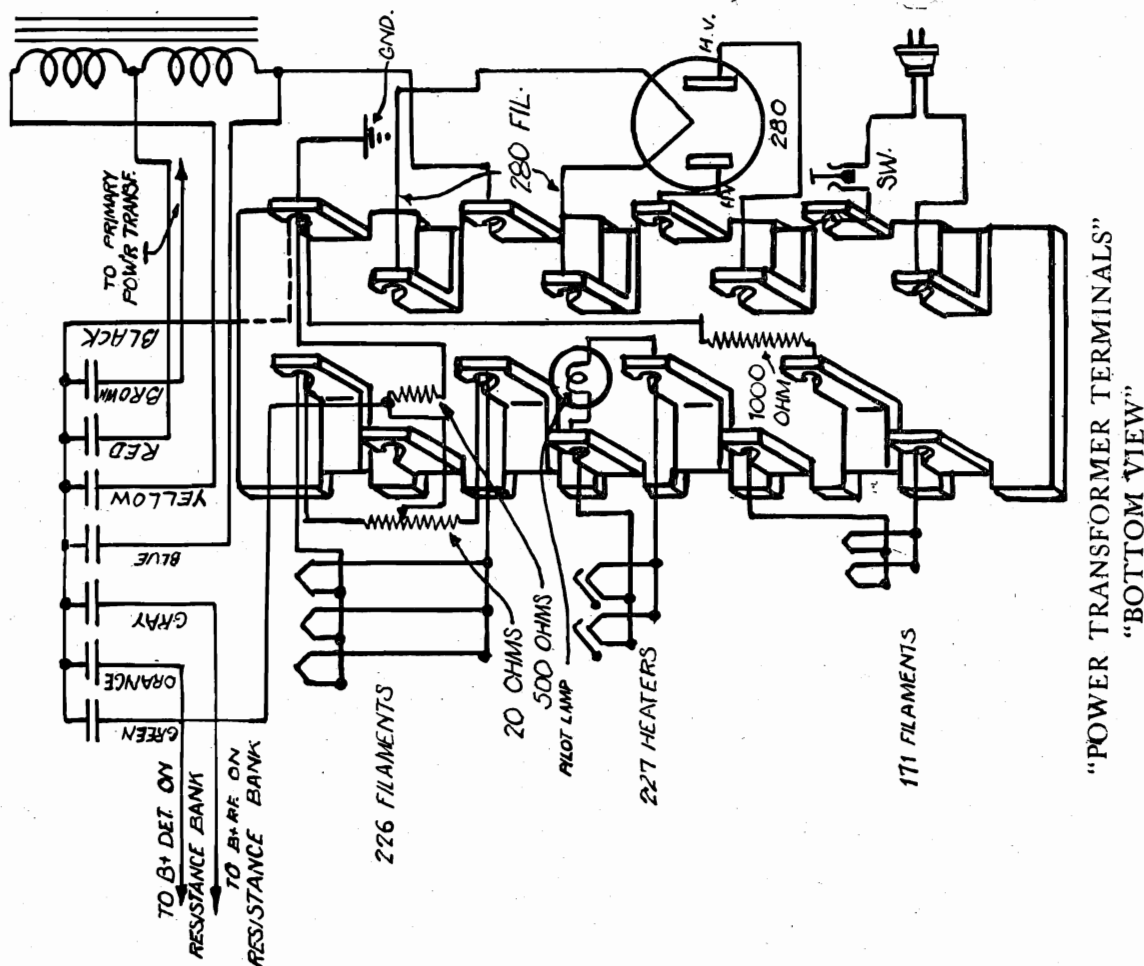 GND.
H.V.
280 FIL.
280
H.V.
SW.
TO PRIMARY
POWR TRANSF.
BLACK
BROWN
RED
YELLOW
BLUE
GRAY
ORANGE
GREEN
1000
OHM
20 OHMS
500 OHMS
PILOT LAMP
226 FILAMENTS
227 HEATERS
171 FILAMENTS
TO B+ DET. ON
RESISTANCE BANK
TO B+ RF. ON
RESISTANCE BANK
"POWER TRANSFORMER TERMINALS"
"BOTTOM VIEW"